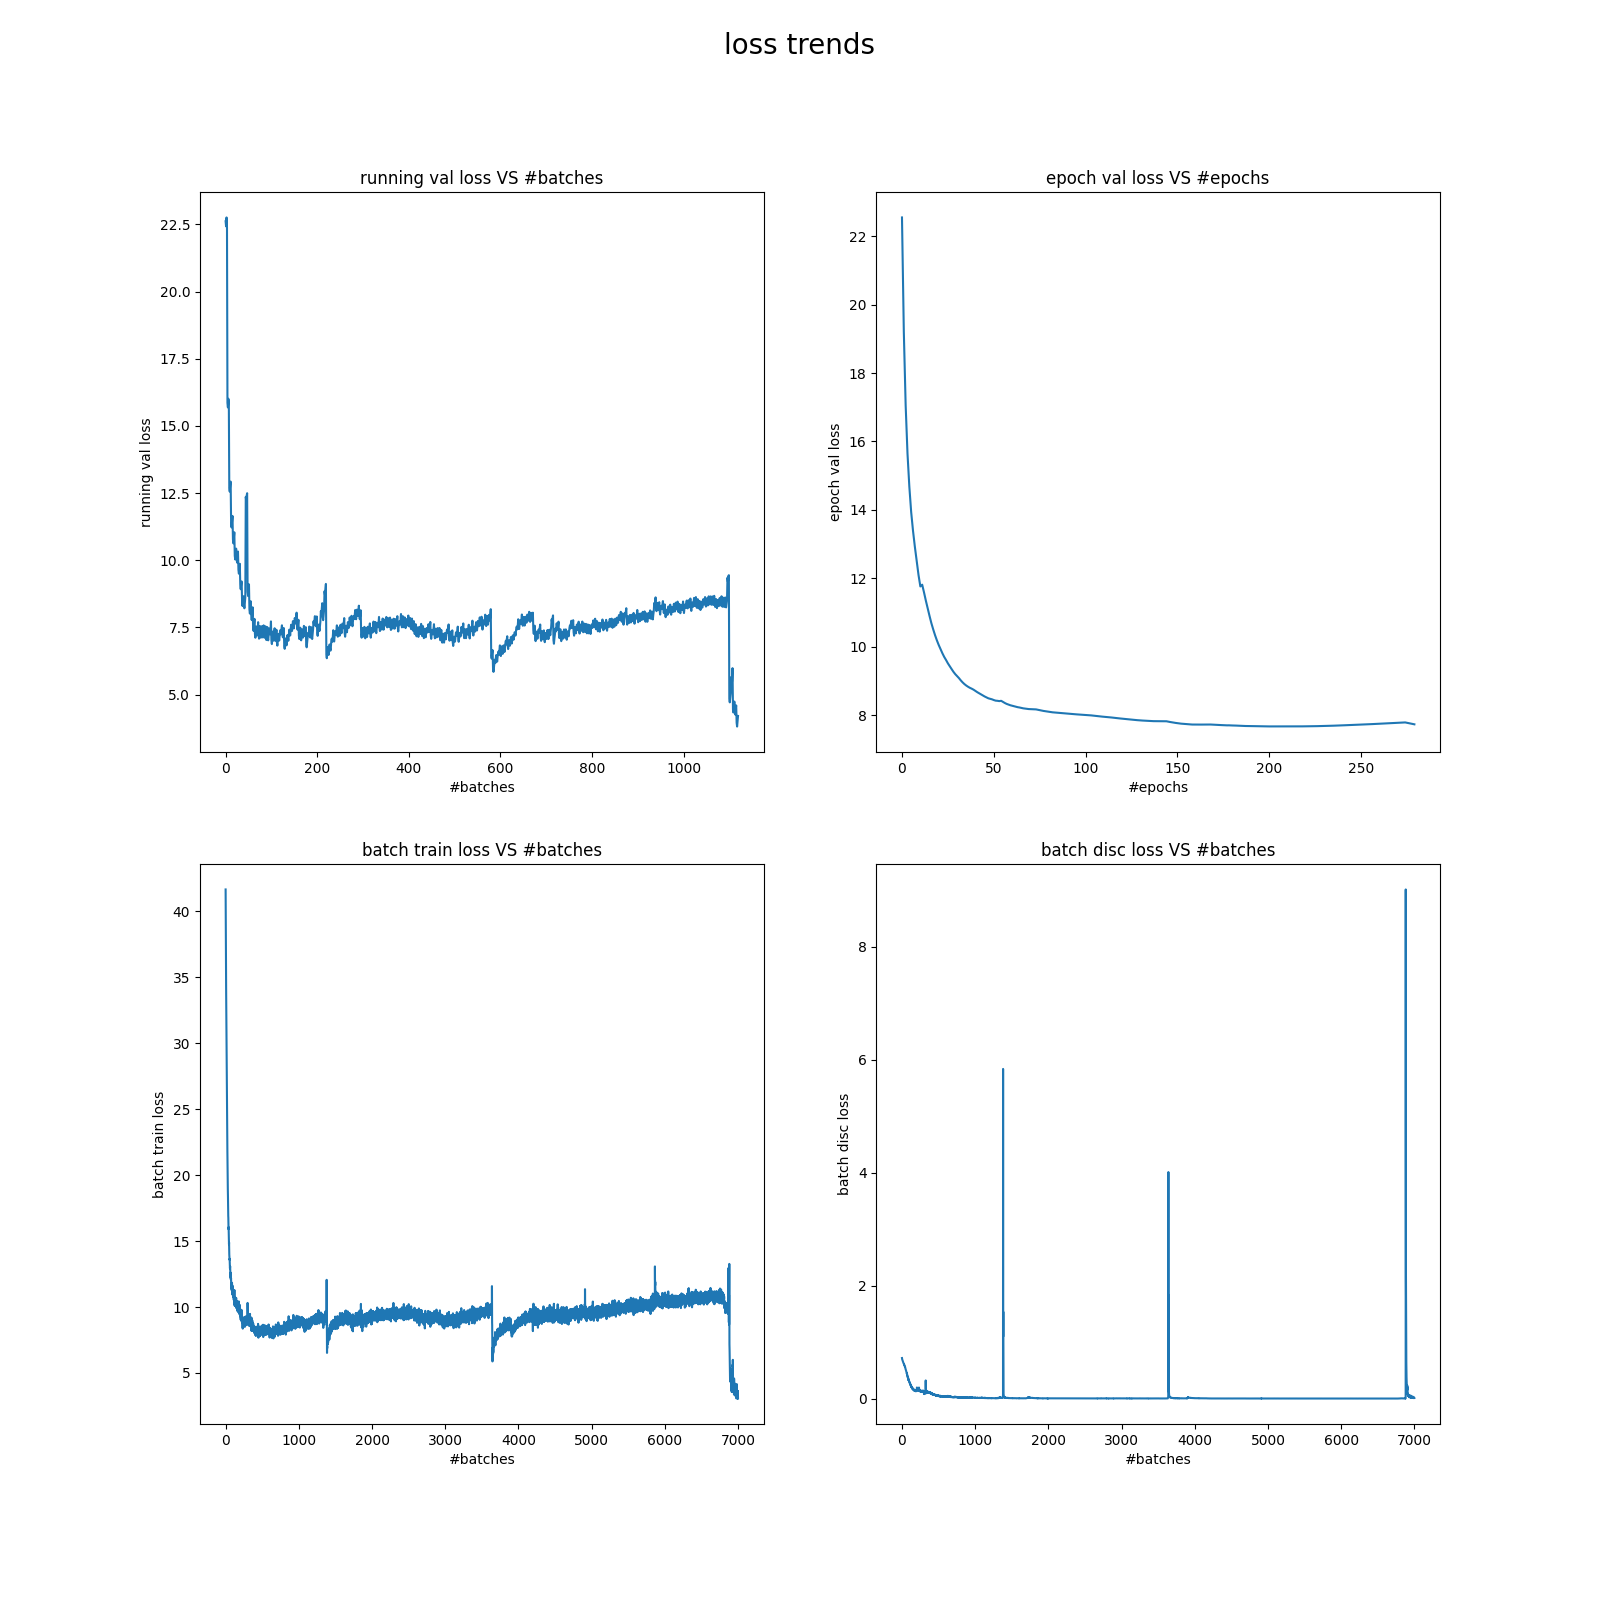 loss trends
running val loss VS #batches
22.5
20.0
17.5
15.0
12.5
10.0
7.5
5.0
running val loss
0 200 400 600 800 1000
#batches
epoch val loss VS #epochs
22
20
18
16
14
12
10
8
epoch val loss
0 50 100 150 200 250
#epochs
batch train loss VS #batches
40
35
30
25
20
15
10
5
batch train loss
0 1000 2000 3000 4000 5000 6000 7000
#batches
batch disc loss VS #batches
8
6
4
2
0
batch disc loss
0 1000 2000 3000 4000 5000 6000 7000
#batches